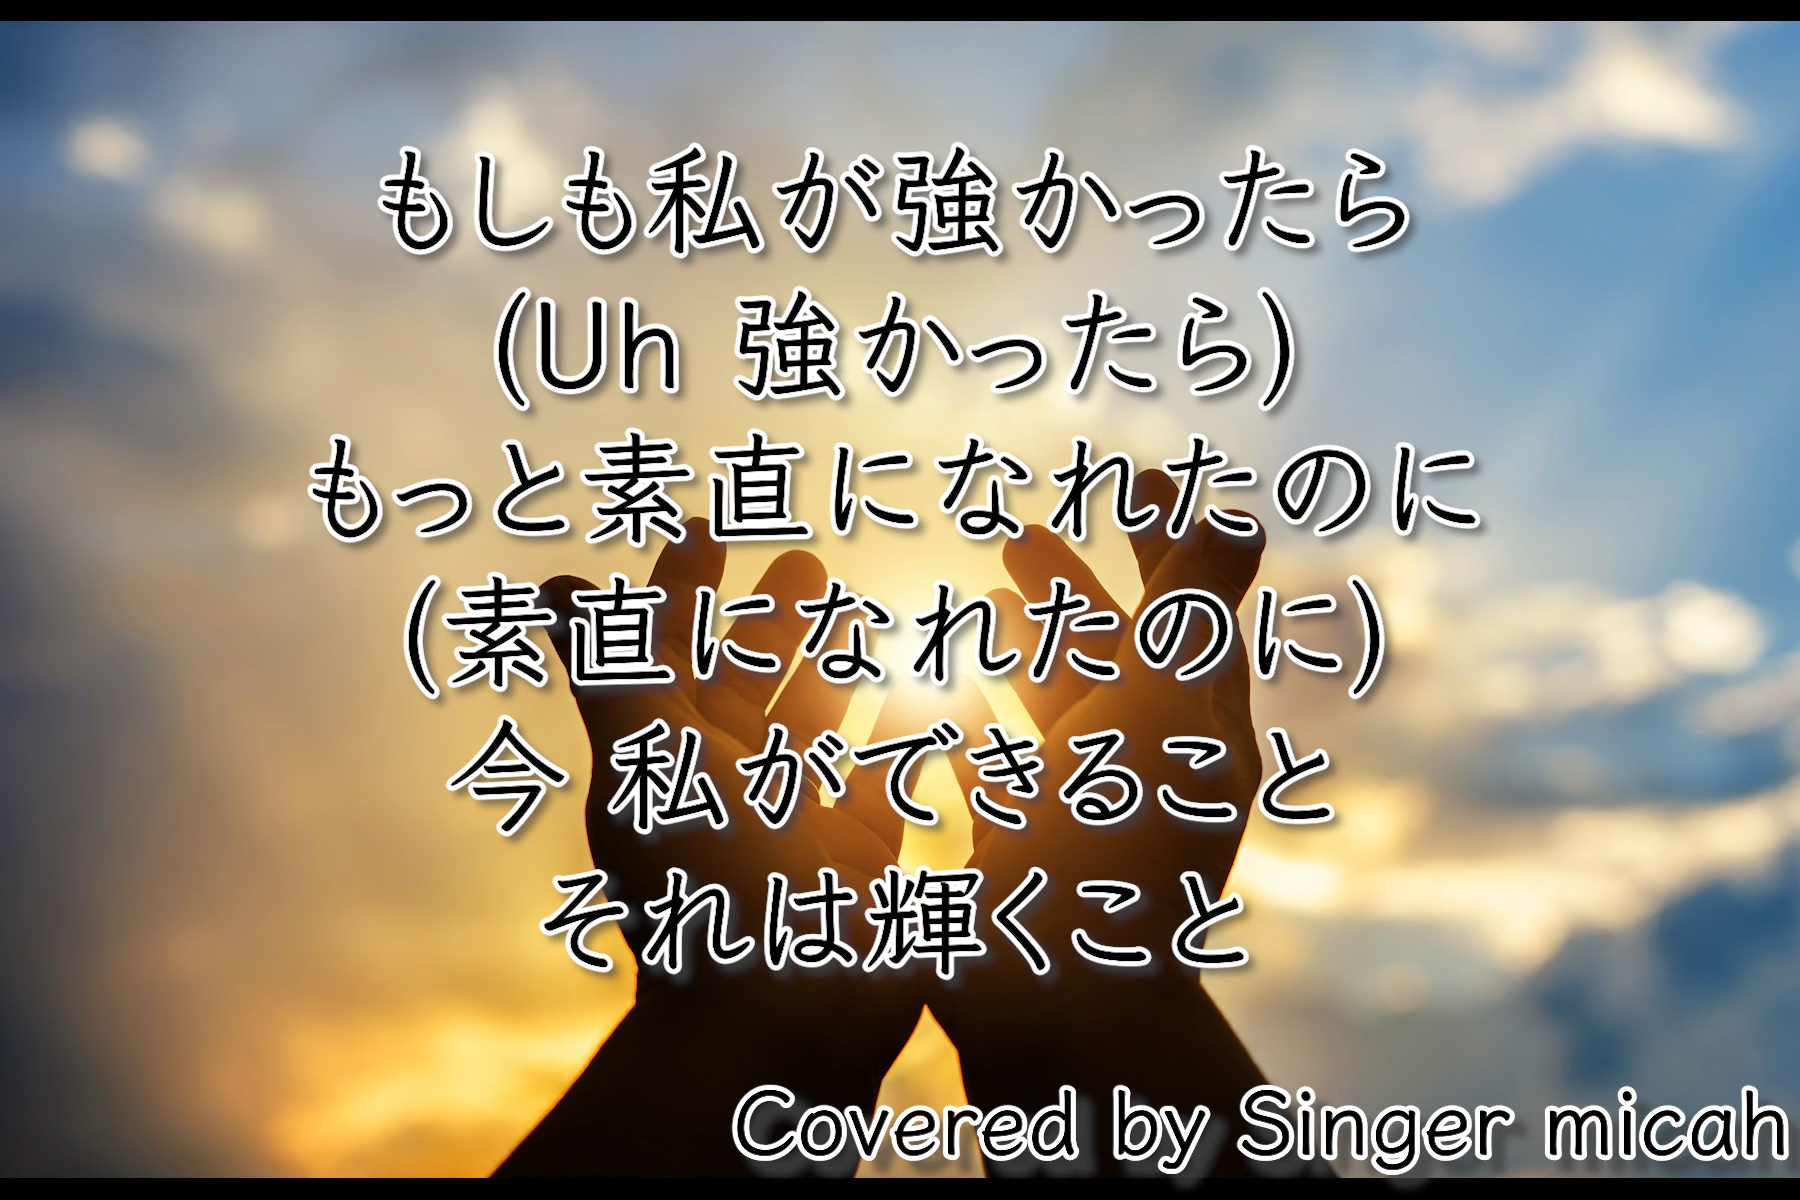 もしも私が強かったら
(Uh 強かったら)
もっと素直になれたのに
(素直になれたのに)
今 私ができること
それは輝くこと
Covered by Singer micah